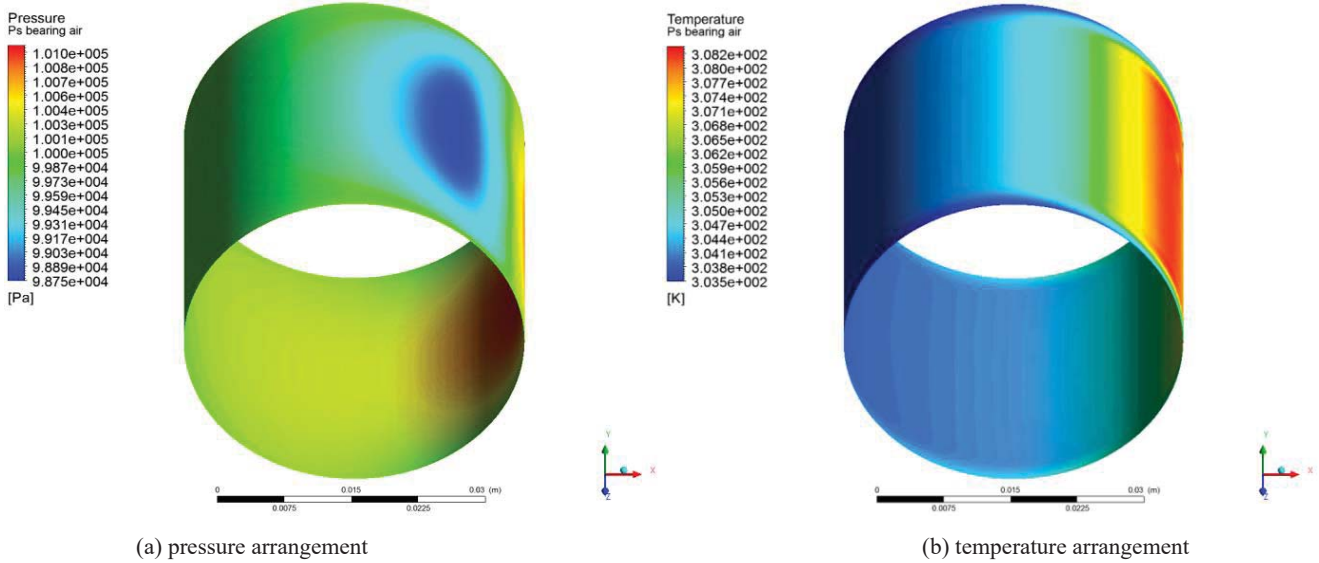 Pressure
Ps bearing air
1.010e+005
1.008e+005
1.007e+005
1.006e+005
1.004e+005
1.003e+005
1.001e+005
1.000e+005
9.987e+004
9.973e+004
9.959e+004
9.945e+004
9.931e+004
9.917e+004
9.903e+004
9.889e+004
9.875e+004
[Pa]
0 0.015 0.03 (m)
0.0075 0.0225
Y
X
Z
(a) pressure arrangement
Temperature
Ps bearing air
3.082e+002
3.080e+002
3.077e+002
3.074e+002
3.071e+002
3.068e+002
3.065e+002
3.062e+002
3.059e+002
3.056e+002
3.053e+002
3.050e+002
3.047e+002
3.044e+002
3.041e+002
3.038e+002
3.035e+002
[K]
0 0.015 0.03 (m)
0.0075 0.0225
Y
X
Z
(b) temperature arrangement